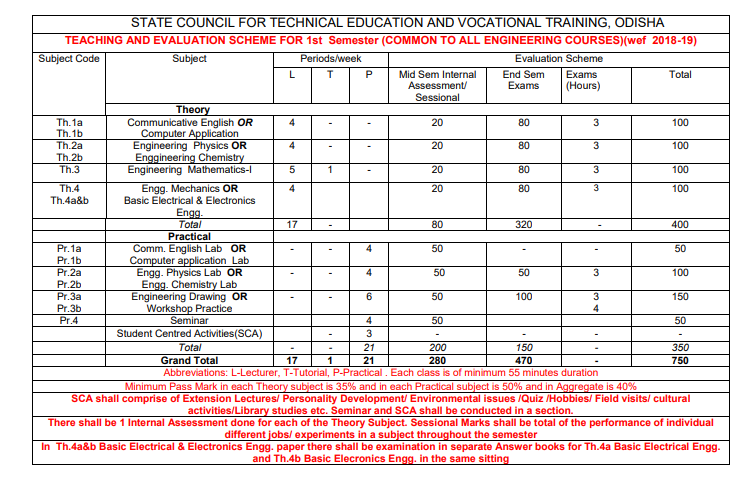 STATE COUNCIL FOR TECHNICAL EDUCATION AND VOCATIONAL TRAINING, ODISHA
TEACHING AND EVALUATION SCHEME FOR 1st Semester (COMMON TO ALL ENGINEERING COURSES)(wef 2018-19)
Subject Code Subject Periods/week Evaluation Scheme
L T P Mid Sem Internal Assessment/ Sessional End Sem Exams Exams (Hours) Total
Theory
Th.1a Communicative English OR 4 - - 20 80 3 100
Th.1b Computer Application
Th.2a Engineering Physics OR 4 - - 20 80 3 100
Th.2b Enggineering Chemistry
Th.3 Engineering Mathematics-I 5 1 - 20 80 3 100
Th.4 Engg. Mechanics OR 4 20 80 3 100
Th.4a&b Basic Electrical & Electronics
Engg.
Total 17 - 80 320 - 400
Practical
Pr.1a Comm. English Lab OR - - 4 50 - - 50
Pr.1b Computer application Lab
Pr.2a Engg. Physics Lab OR - - 4 50 50 3 100
Pr.2b Engg. Chemistry Lab
Pr.3a Engineering Drawing OR - - 6 50 100 3 150
Pr.3b Workshop Practice 4
Pr.4 Seminar 4 50 50
Student Centred Activities(SCA) 3 - - - -
Total - - 21 200 150 - 350
Grand Total 17 1 21 280 470 - 750
Abbreviations: L-Lecturer, T-Tutorial, P-Practical . Each class is of minimum 55 minutes duration
Minimum Pass Mark in each Theory subject is 35% and in each Practical subject is 50% and in Aggregate is 40%
SCA shall comprise of Extension Lectures/ Personality Development/ Environmental issues /Quiz /Hobbies/ Field visits/ cultural
activities/Library studies etc. Seminar and SCA shall be conducted in a section.
There shall be 1 Internal Assessment done for each of the Theory Subject. Sessional Marks shall be total of the performance of individual
different jobs/ experiments in a subject throughout the semester
In Th.4a&b Basic Electrical & Electronics Engg. paper there shall be examination in separate Answer books for Th.4a Basic Electrical Engg.
and Th.4b Basic Elecronics Engg. in the same sitting